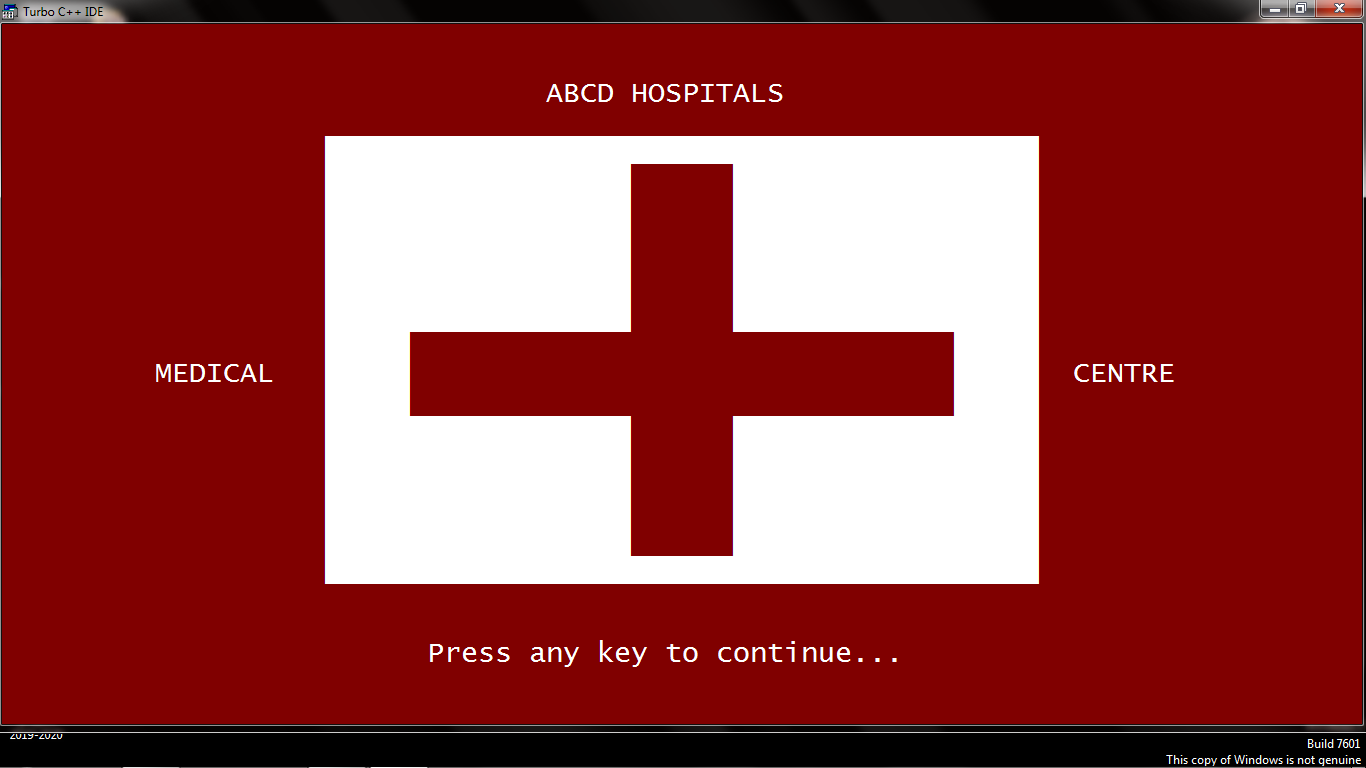 Turbo C++ IDE
ABCD HOSPITALS
MEDICAL CENTRE
Press any key to continue...
2019-2020
Build 7601
This copy of Windows is not genuine